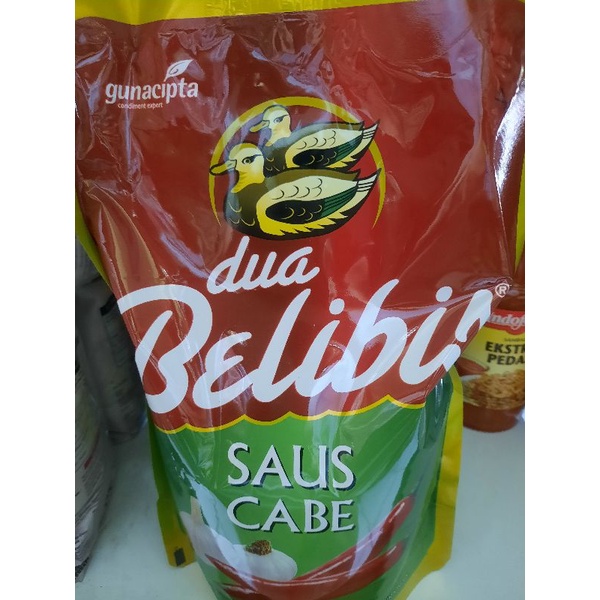 gunacipta
condiment expert
dua
Belibis®
SAUS
CABE
EKSTR
PEDA